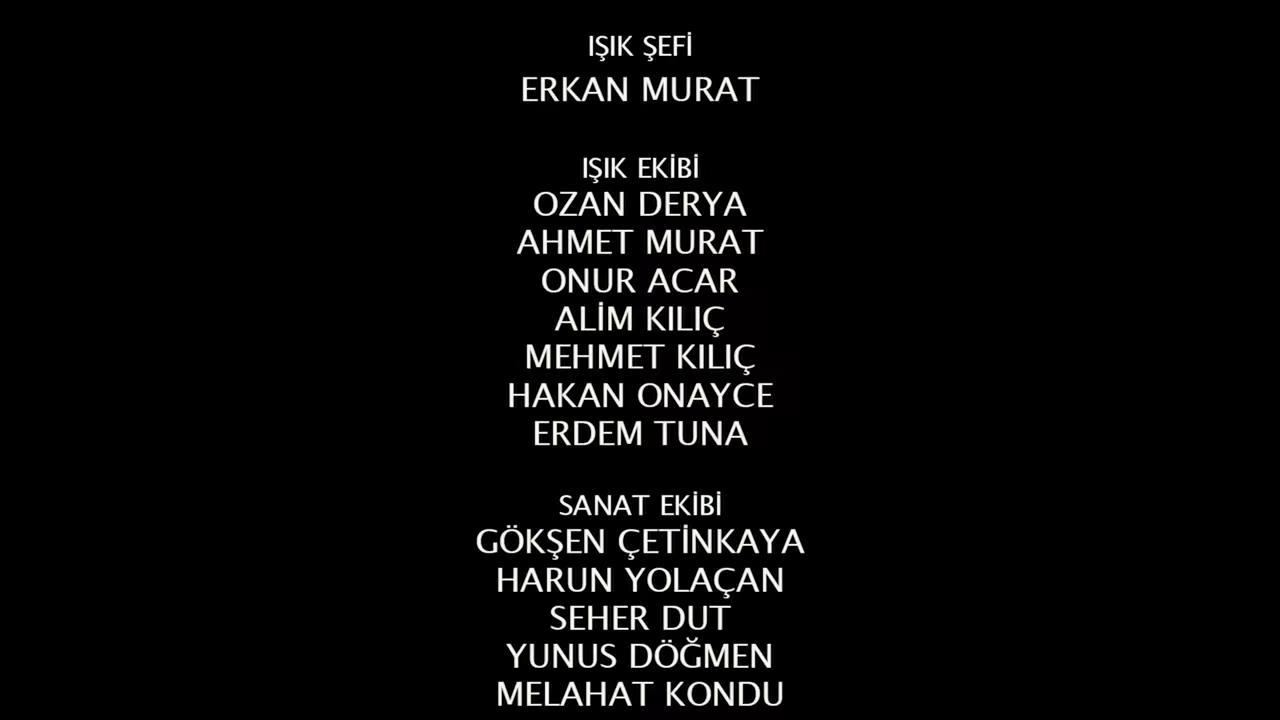 IŞIK ŞEFİ
ERKAN MURAT
IŞIK EKİBİ
OZAN DERYA
AHMET MURAT
ONUR ACAR
ALİM KILIÇ
MEHMET KILIÇ
HAKAN ONAYCE
ERDEM TUNA
SANAT EKİBİ
GÖKŞEN ÇETİNKAYA
HARUN YOLAÇAN
SEHER DUT
YUNUS DÖĞMEN
MELAHAT KONDU